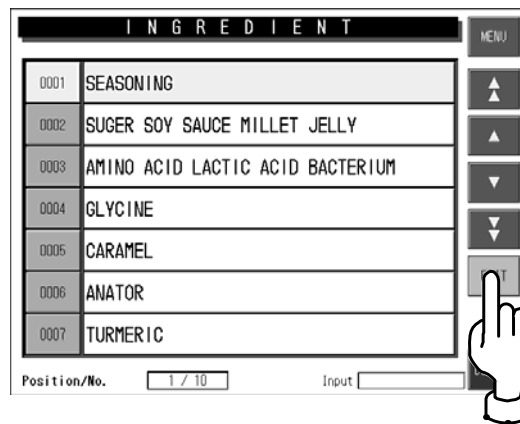 INGREDIENT
MENU
0001 SEASONING
0002 SUGER SOY SAUCE MILLET JELLY
0003 AMINO ACID LACTIC ACID BACTERIUM
0004 GLYCINE
0005 CARAMEL
0006 ANATOR
0007 TURMERIC
Position/No. 1 / 10 Input